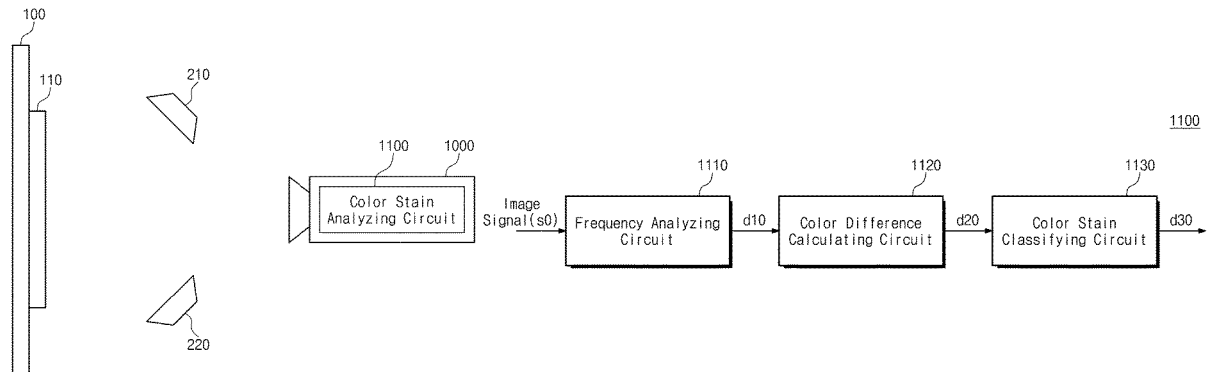 100
110
210
220
1100
1000
Color Stain
Analyzing Circuit
1100
Image
Signal(s0)
1110
Frequency Analyzing
Circuit
d10
1120
Color Difference
Calculating Circuit
d20
1130
Color Stain
Classifying Circuit
d30